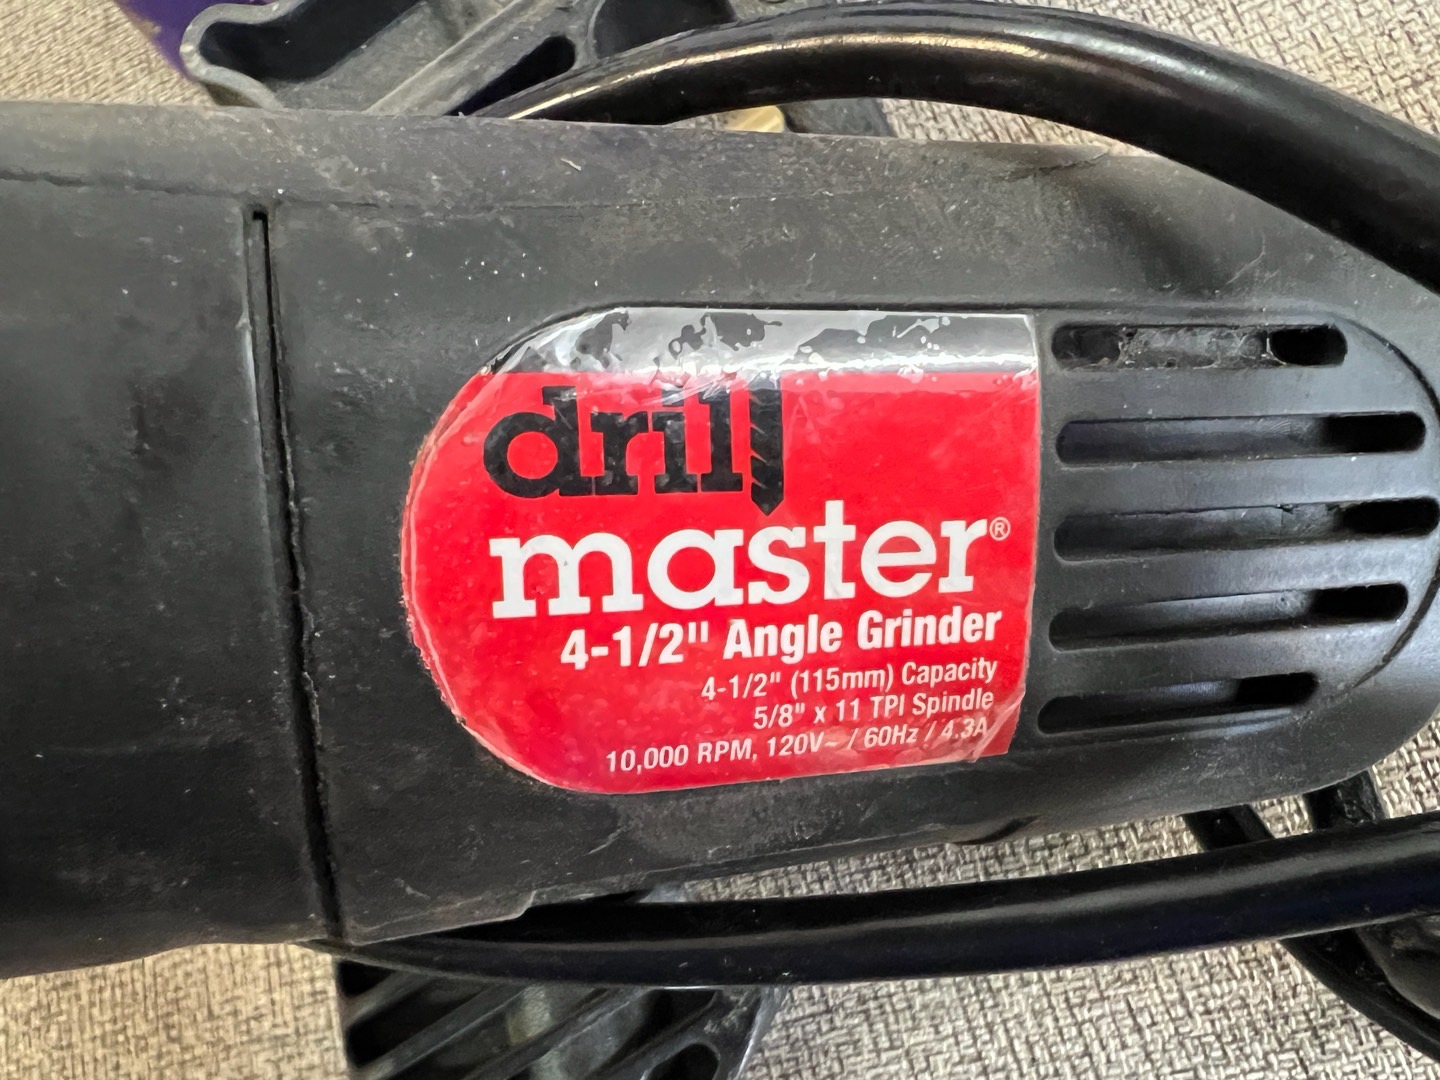 drill
master®
4-1/2" Angle Grinder
4-1/2" (115mm) Capacity
5/8" x 11 TPI Spindle
10,000 RPM, 120V~ / 60Hz / 4.3A